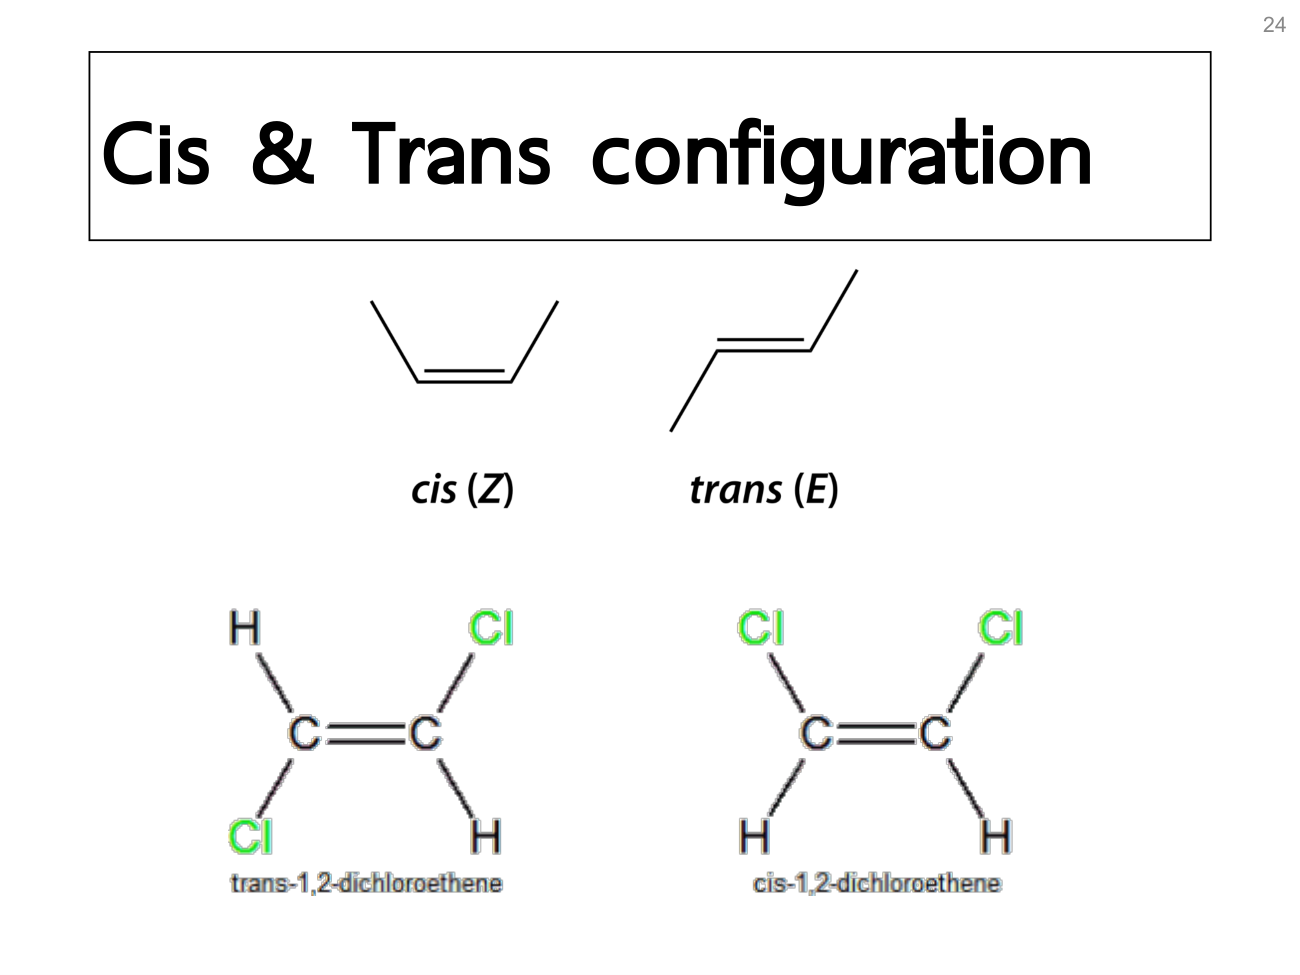 24
Cis & Trans configuration
cis (Z) trans (E)
H Cl Cl Cl
C C C C
Cl H H H
trans-1,2-dichloroethene cis-1,2-dichloroethene